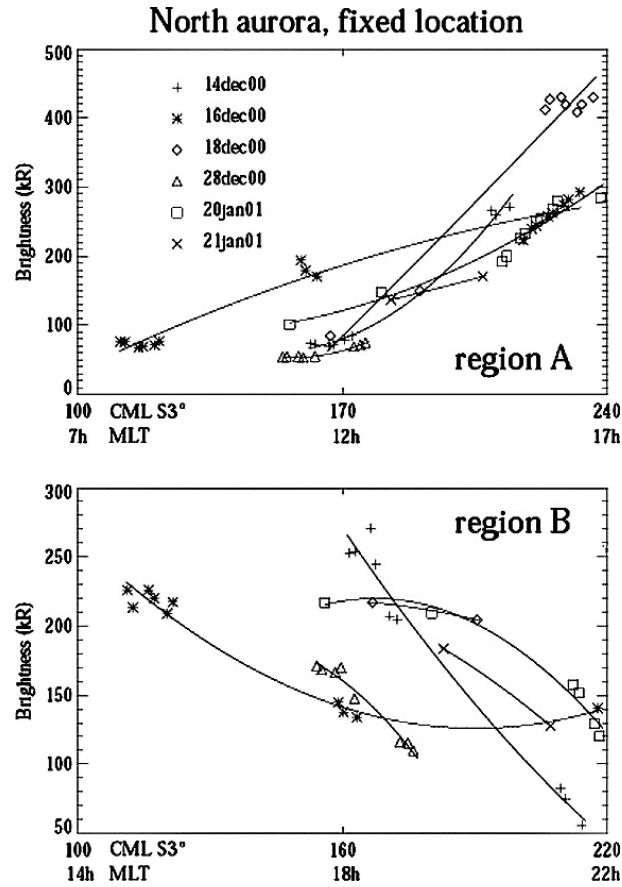 North aurora, fixed location
500
400
300
200
100
0
Brightness (kR)
14dec00
16dec00
18dec00
28dec00
20jan01
21jan01
region A
100 CML S3° 170 240
7h MLT 12h 17h
300
250
200
150
100
50
Brightness (kR)
region B
100 CML S3° 160 220
14h MLT 18h 22h